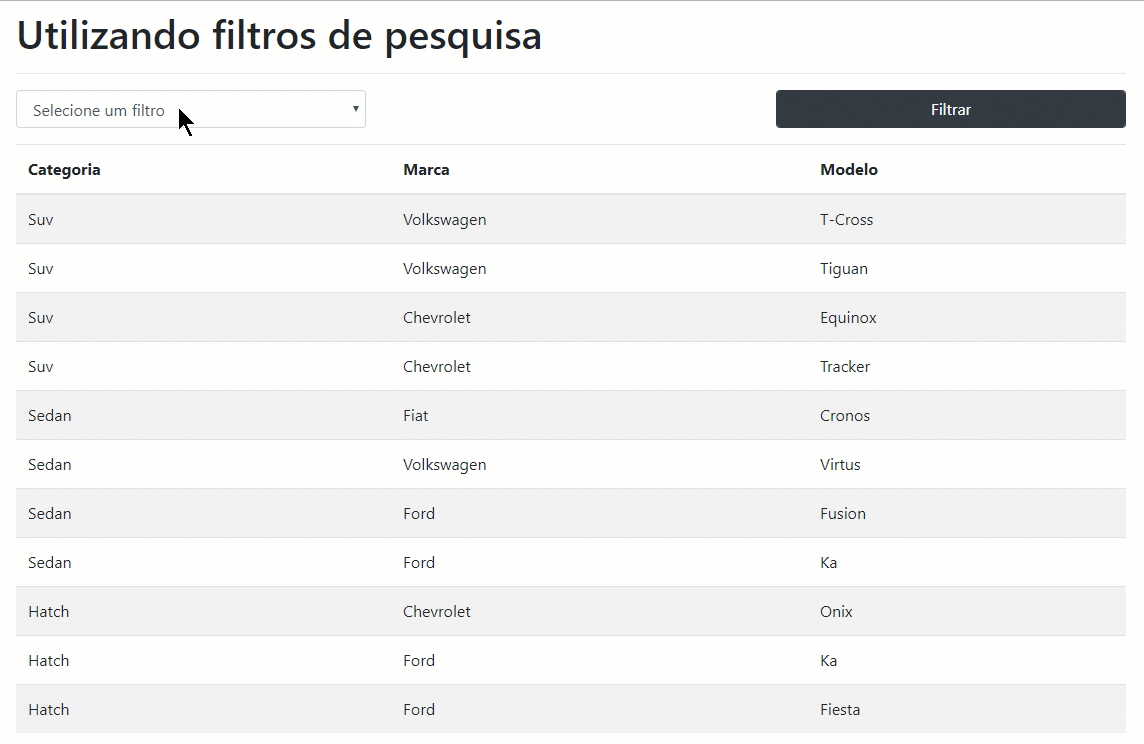 Utilizando filtros de pesquisa
Selecione um filtro Filtrar
Categoria Marca Modelo
Suv Volkswagen T-Cross
Suv Volkswagen Tiguan
Suv Chevrolet Equinox
Suv Chevrolet Tracker
Sedan Fiat Cronos
Sedan Volkswagen Virtus
Sedan Ford Fusion
Sedan Ford Ka
Hatch Chevrolet Onix
Hatch Ford Ka
Hatch Ford Fiesta